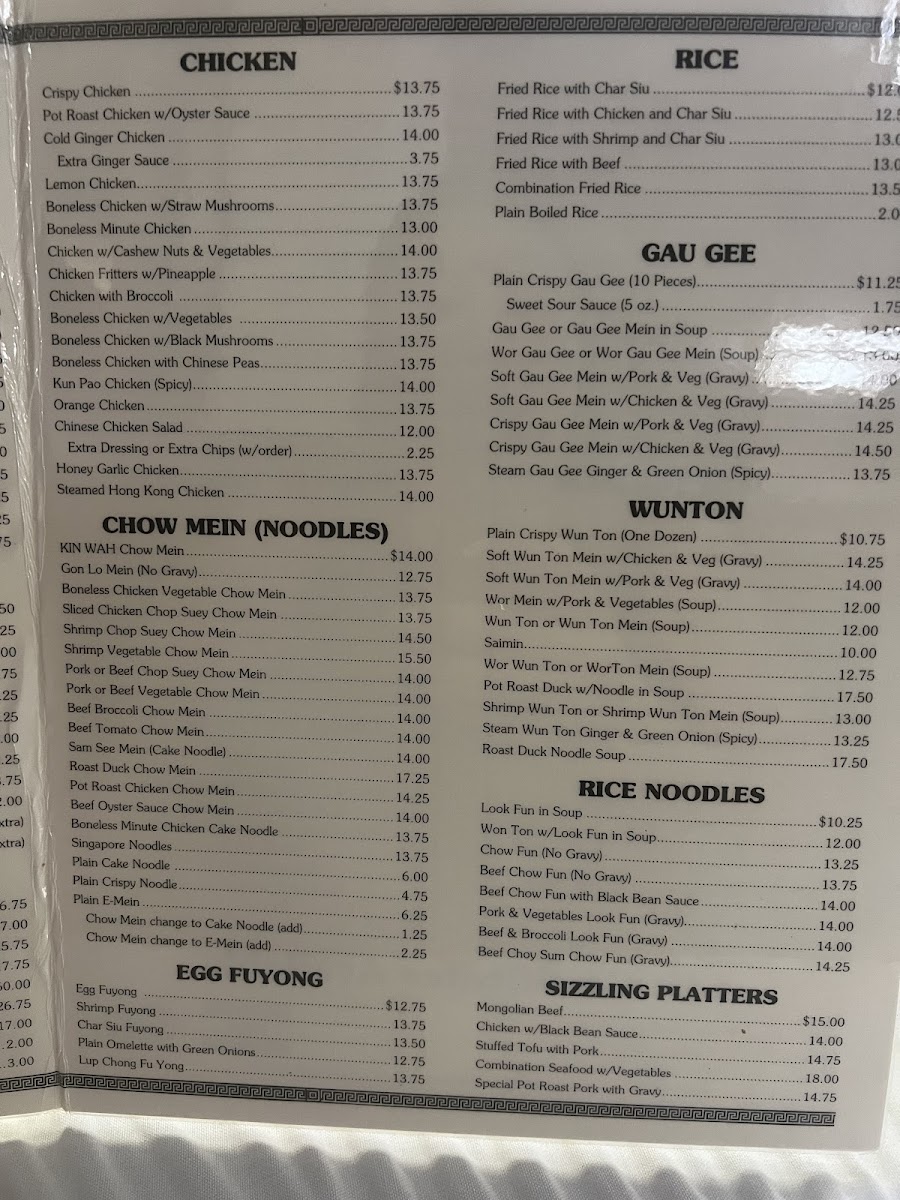 CHICKEN
Crispy Chicken $13.75
Pot Roast Chicken w/Oyster Sauce 13.75
Cold Ginger Chicken 14.00
Extra Ginger Sauce 3.75
Lemon Chicken 13.75
Boneless Chicken w/Straw Mushrooms 13.75
Boneless Minute Chicken 13.00
Chicken w/Cashew Nuts & Vegetables 14.00
Chicken Fritters w/Pineapple 13.75
Chicken with Broccoli 13.75
Boneless Chicken w/Vegetables 13.50
Boneless Chicken w/Black Mushrooms 13.75
Boneless Chicken with Chinese Peas 13.75
Kun Pao Chicken (Spicy) 14.00
Orange Chicken 13.75
Chinese Chicken Salad 12.00
Extra Dressing or Extra Chips (w/order) 2.25
Honey Garlic Chicken 13.75
Steamed Hong Kong Chicken 14.00
CHOW MEIN (NOODLES)
KIN WAH Chow Mein $14.00
Gon Lo Mein (No Gravy) 12.75
Boneless Chicken Vegetable Chow Mein 13.75
Sliced Chicken Chop Suey Chow Mein 13.75
Shrimp Chop Suey Chow Mein 14.50
Shrimp Vegetable Chow Mein 15.50
Pork or Beef Chop Suey Chow Mein 14.00
Pork or Beef Vegetable Chow Mein 14.00
Beef Broccoli Chow Mein 14.00
Beef Tomato Chow Mein 14.00
Sam See Mein (Cake Noodle) 14.00
Roast Duck Chow Mein 17.25
Pot Roast Chicken Chow Mein 14.25
Beef Oyster Sauce Chow Mein 14.00
Boneless Minute Chicken Cake Noodle 13.75
Singapore Noodles 13.75
Plain Cake Noodle 6.00
Plain Crispy Noodle 4.75
Plain E-Mein 6.25
Chow Mein change to Cake Noodle (add) 1.25
Chow Mein change to E-Mein (add) 2.25
EGG FUYONG
Egg Fuyong $12.75
Shrimp Fuyong 13.75
Char Siu Fuyong 13.50
Plain Omelette with Green Onions 12.75
Lup Chong Fu Yong 13.75
RICE
Fried Rice with Char Siu
Fried Rice with Chicken and Char Siu
Fried Rice with Shrimp and Char Siu
Fried Rice with Beef
Combination Fried Rice
Plain Boiled Rice
GAU GEE
Plain Crispy Gau Gee (10 Pieces) $11.25
Sweet Sour Sauce (5 oz.) 1.75
Gau Gee or Gau Gee Mein in Soup
Wor Gau Gee or Wor Gau Gee Mein (Soup)
Soft Gau Gee Mein w/Pork & Veg (Gravy)
Soft Gau Gee Mein w/Chicken & Veg (Gravy) 14.25
Crispy Gau Gee Mein w/Pork & Veg (Gravy) 14.25
Crispy Gau Gee Mein w/Chicken & Veg (Gravy) 14.50
Steam Gau Gee Ginger & Green Onion (Spicy) 13.75
WUNTON
Plain Crispy Wun Ton (One Dozen) $10.75
Soft Wun Ton Mein w/Chicken & Veg (Gravy) 14.25
Soft Wun Ton Mein w/Pork & Veg (Gravy) 14.00
Wor Mein w/Pork & Vegetables (Soup) 12.00
Wun Ton or Wun Ton Mein (Soup) 12.00
Saimin 10.00
Wor Wun Ton or WorTon Mein (Soup) 12.75
Pot Roast Duck w/Noodle in Soup 17.50
Shrimp Wun Ton or Shrimp Wun Ton Mein (Soup) 13.00
Steam Wun Ton Ginger & Green Onion (Spicy) 13.25
Roast Duck Noodle Soup 17.50
RICE NOODLES
Look Fun in Soup $10.25
Won Ton w/Look Fun in Soup 12.00
Chow Fun (No Gravy) 13.25
Beef Chow Fun (No Gravy) 13.75
Beef Chow Fun with Black Bean Sauce 14.00
Pork & Vegetables Look Fun (Gravy) 14.00
Beef & Broccoli Look Fun (Gravy) 14.00
Beef Choy Sum Chow Fun (Gravy) 14.25
SIZZLING PLATTERS
Mongolian Beef $15.00
Chicken w/Black Bean Sauce 14.00
Stuffed Tofu with Pork 14.75
Combination Seafood w/Vegetables 18.00
Special Pot Roast Pork with Gravy 14.75